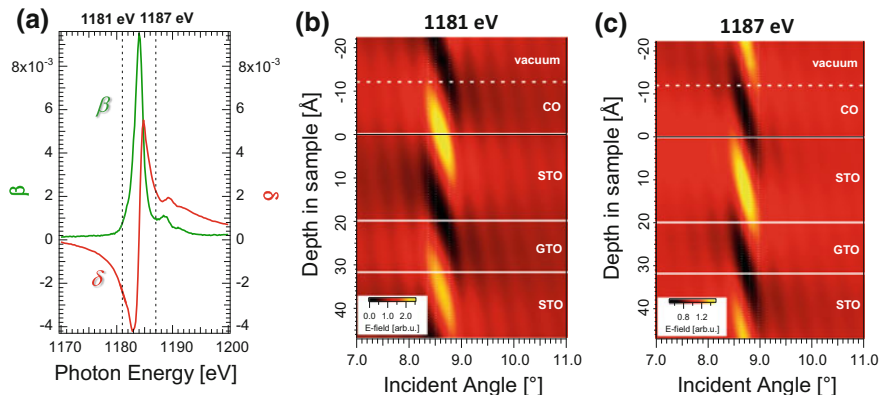 (a)
1181 eV
1187 eV
8×10⁻³
6
4
2
0
-2
-4
β
8×10⁻³
6
4
2
0
-2
-4
δ
β
δ
1170
1180
1190
1200
Photon Energy [eV]
(b)
1181 eV
-20
-10
0
10
20
30
40
Depth in sample [Å]
vacuum
CO
STO
GTO
STO
0.0
1.0
2.0
E-field [arb.u.]
7.0
8.0
9.0
10.0
11.0
Incident Angle [°]
(c)
1187 eV
-20
-10
0
10
20
30
40
Depth in sample [Å]
vacuum
CO
STO
GTO
STO
0.8
1.2
E-field [arb.u.]
7.0
8.0
9.0
10.0
11.0
Incident Angle [°]